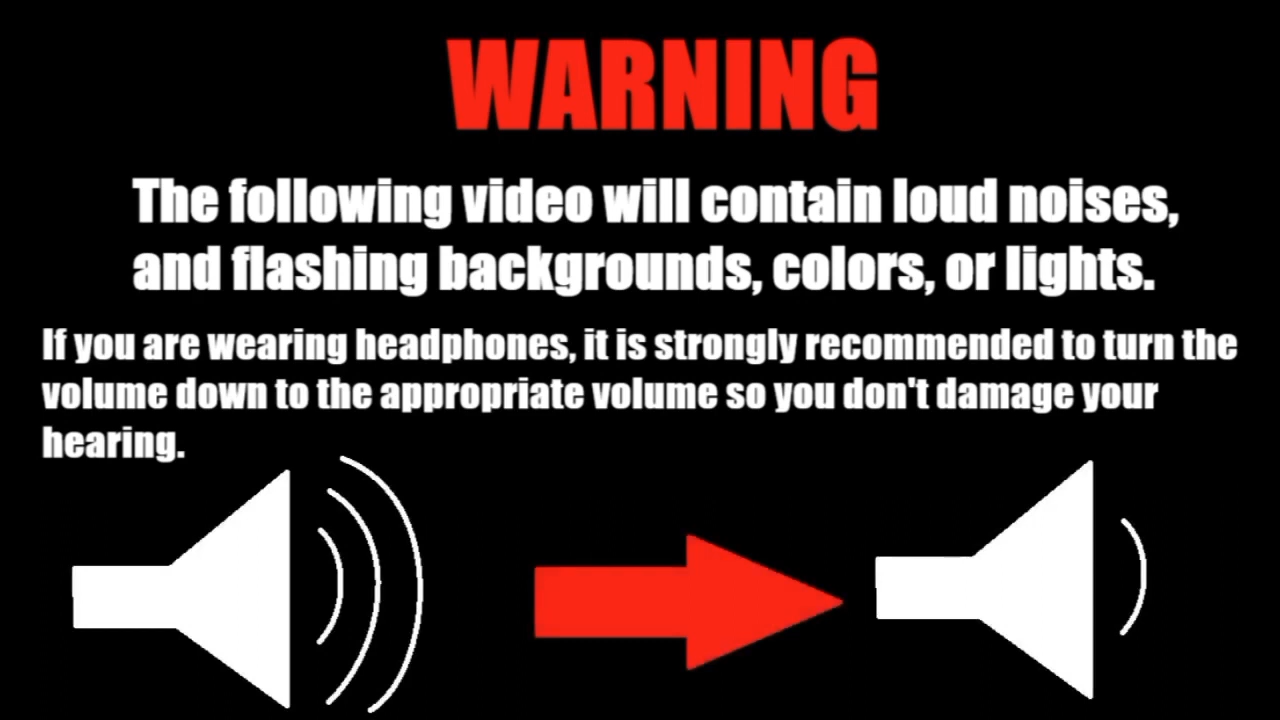 WARNING
The following video will contain loud noises,
and flashing backgrounds, colors, or lights.
If you are wearing headphones, it is strongly recommended to turn the
volume down to the appropriate volume so you don't damage your
hearing.